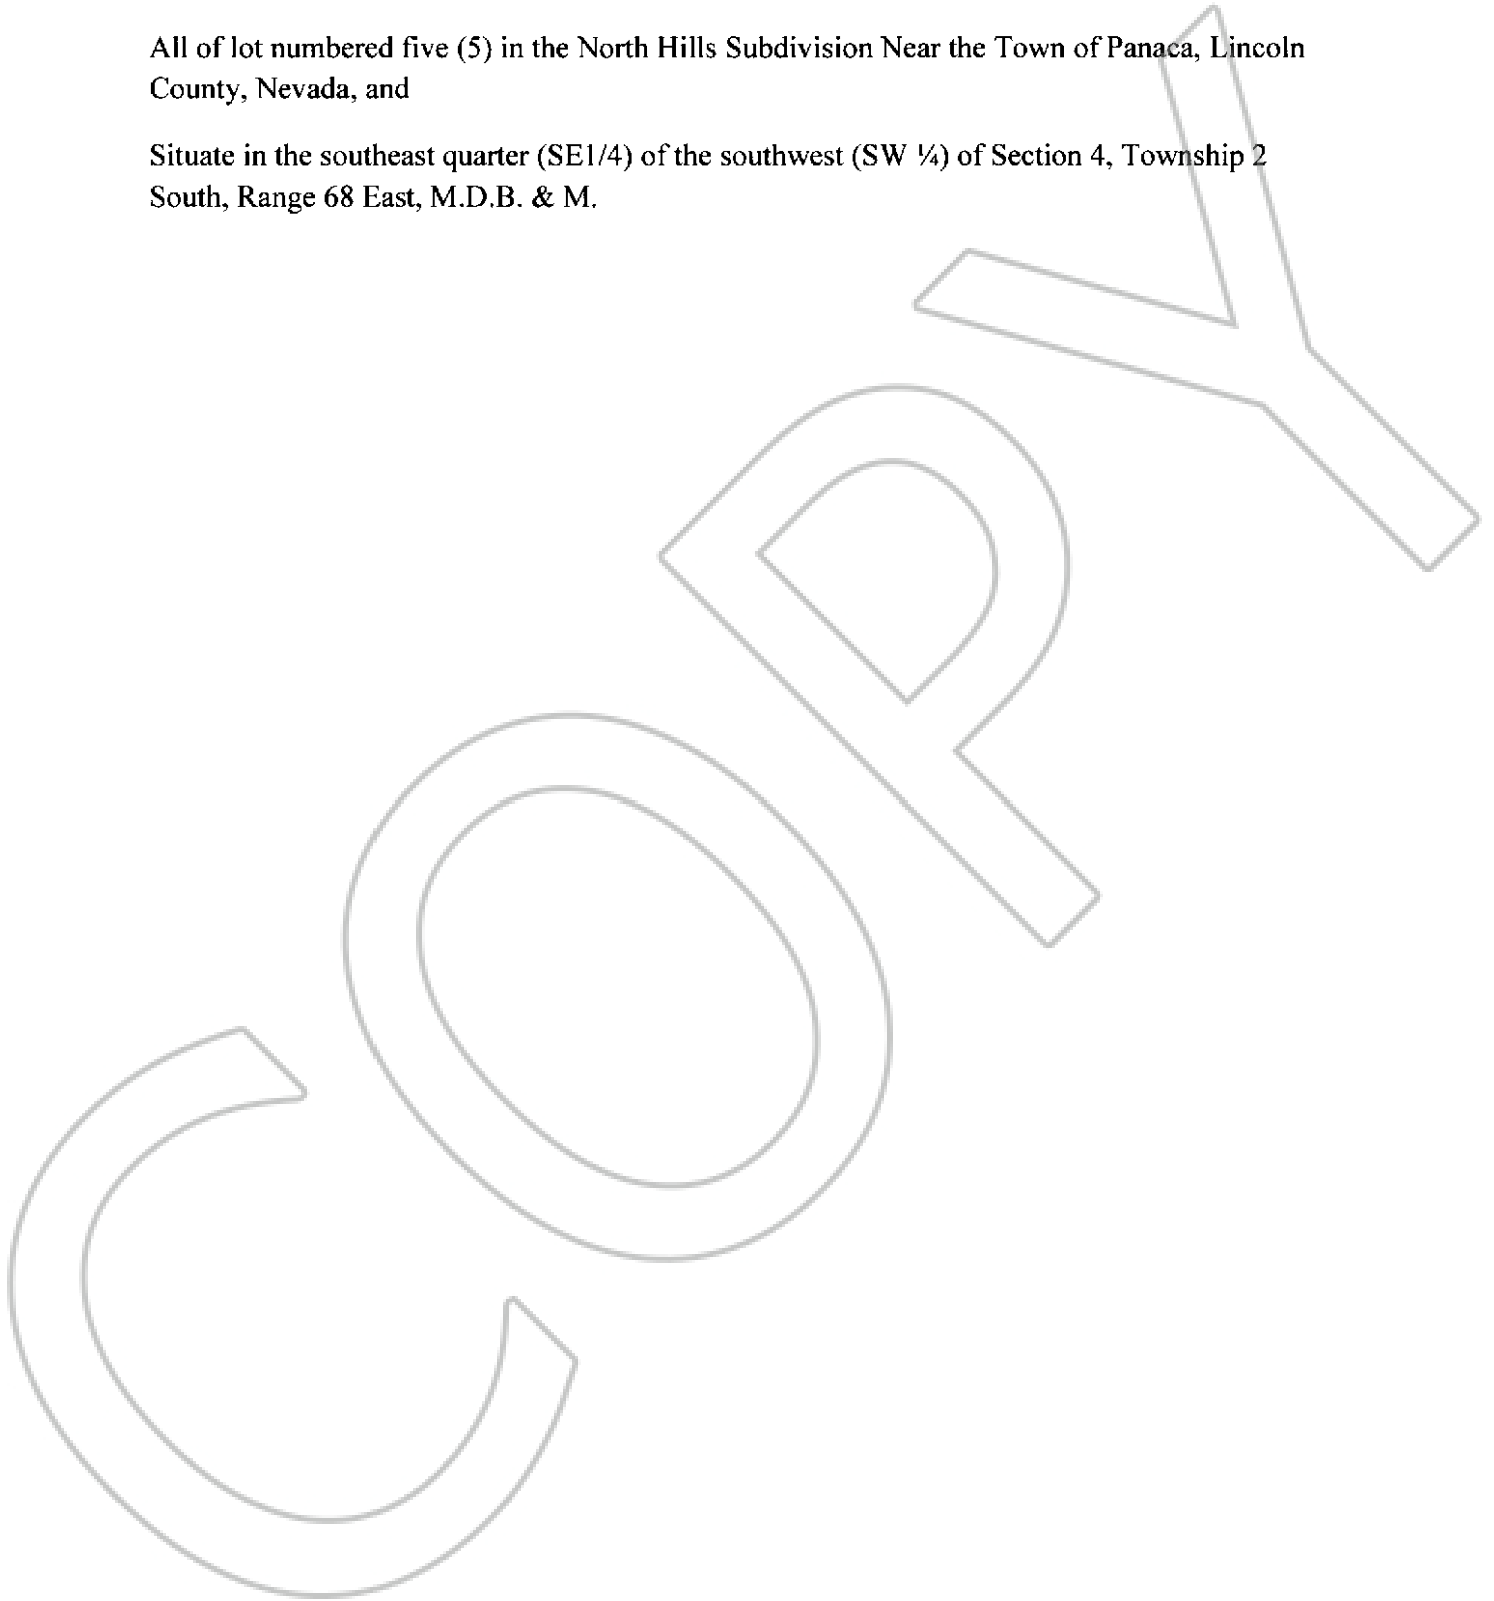 All of lot numbered five (5) in the North Hills Subdivision Near the Town of Panaca, Lincoln
County, Nevada, and
Situate in the southeast quarter (SE1/4) of the southwest (SW ¼) of Section 4, Township 2
South, Range 68 East, M.D.B. & M.
COPY